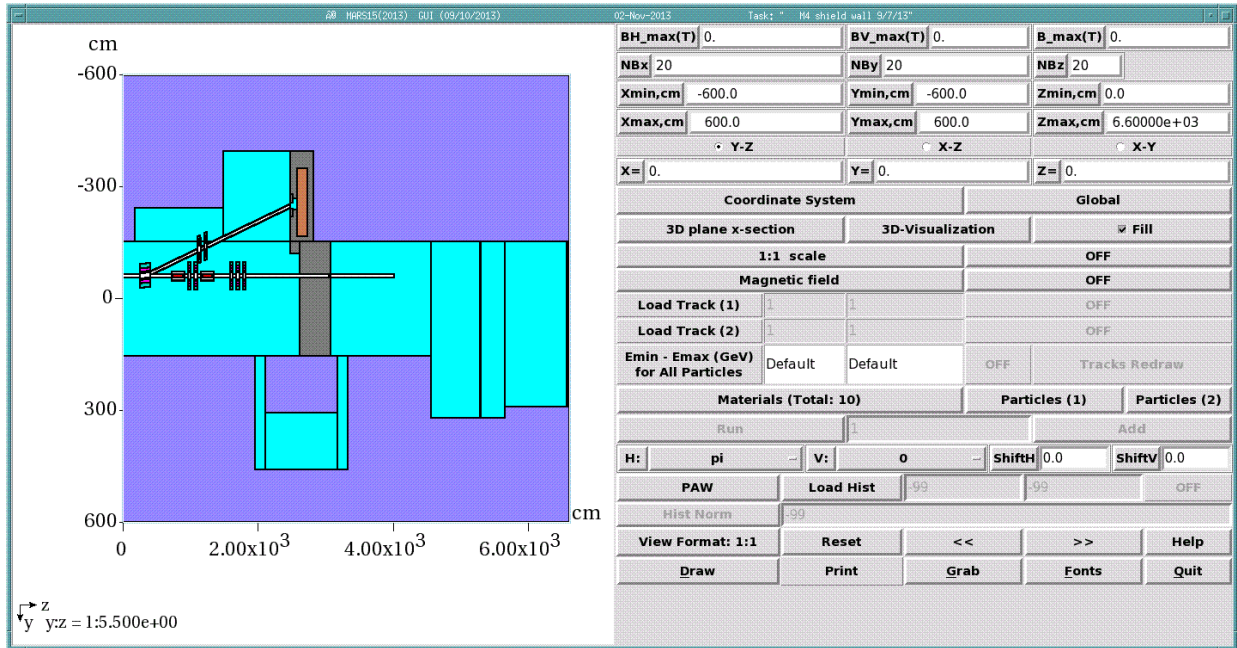 MARS15(2013) GUI (09/10/2013) 02-Nov-2013 Task: " M4 shield wall 9/7/13"
cm
-600
-300
0
300
600
cm
0 2.00x10^3 4.00x10^3 6.00x10^3
z
y y:z = 1:5.500e+00
BH_max(T) 0. BV_max(T) 0. B_max(T) 0.
NBx 20 NBy 20 NBz 20
Xmin,cm -600.0 Ymin,cm -600.0 Zmin,cm 0.0
Xmax,cm 600.0 Ymax,cm 600.0 Zmax,cm 6.60000e+03
Y-Z X-Z X-Y
X= 0. Y= 0. Z= 0.
Coordinate System Global
3D plane x-section 3D-Visualization Fill
1:1 scale OFF
Magnetic field OFF
Load Track (1) 1 1 OFF
Load Track (2) 1 1 OFF
Emin - Emax (GeV)
for All Particles Default Default OFF Tracks Redraw
Materials (Total: 10) Particles (1) Particles (2)
Run 1 Add
H: pi V: 0 ShiftH 0.0 ShiftV 0.0
PAW Load Hist -99 -99 OFF
Hist Norm -99
View Format: 1:1 Reset << >> Help
Draw Print Grab Fonts Quit